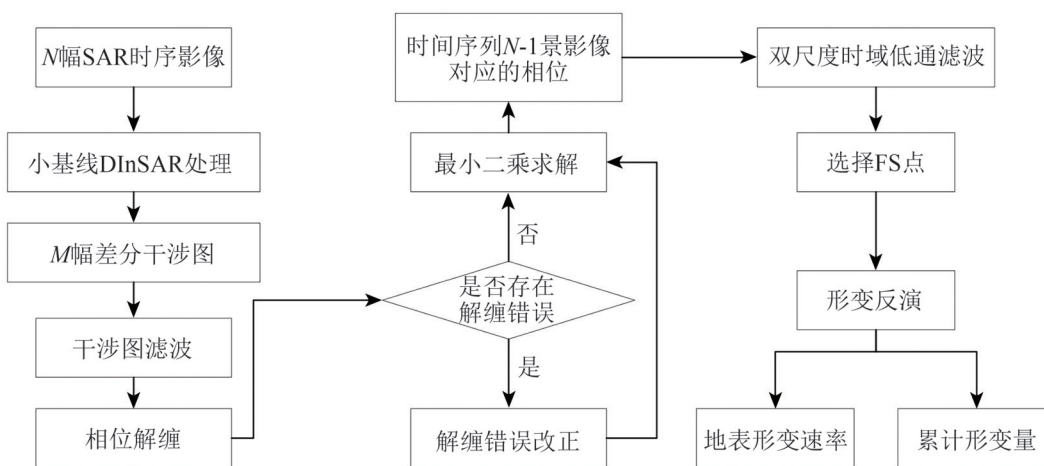 N幅SAR时序影像
小基线DInSAR处理
M幅差分干涉图
干涉图滤波
相位解缠
时间序列N-1景影像
对应的相位
最小二乘求解
否
是否存在
解缠错误
是
解缠错误改正
双尺度时域低通滤波
选择FS点
形变反演
地表形变速率
累计形变量